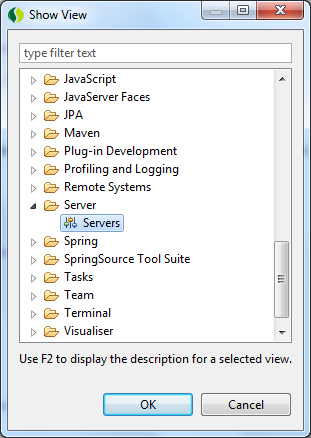 Show View
type filter text
JavaScript
JavaServer Faces
JPA
Maven
Plug-in Development
Profiling and Logging
Remote Systems
Server
Servers
Spring
SpringSource Tool Suite
Tasks
Team
Terminal
Visualiser
Use F2 to display the description for a selected view.
OK
Cancel